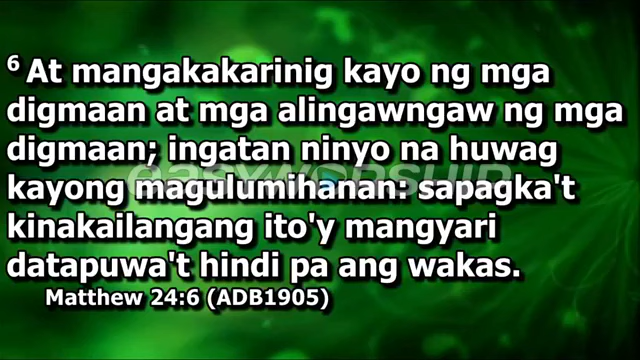 6 At mangakakarinig kayo ng mga
digmaan at mga alingawngaw ng mga
digmaan; ingatan ninyo na huwag
kayong magulumihanan: sapagka't
kinakailangang ito'y mangyari
datapuwa't hindi pa ang wakas.
Matthew 24:6 (ADB1905)
easyworship